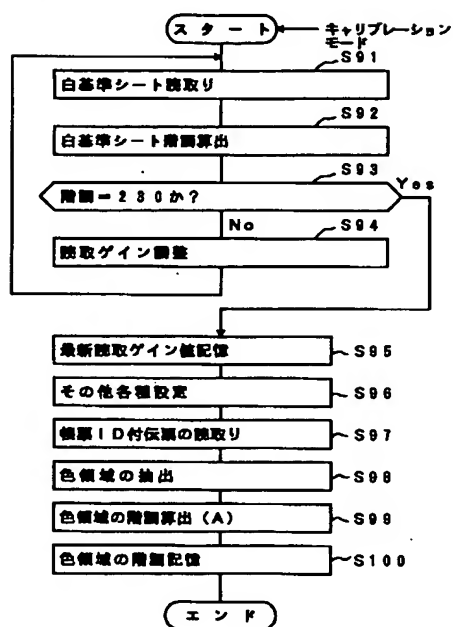 スタート
キャリブレーション
モード
S91
白基準シート読取り
S92
白基準シート階調算出
S93
階調=230か?
Yes
No
S94
読取ゲイン調整
最新読取ゲイン値記憶
S95
その他各種設定
S96
帳票ID付伝票の読取り
S97
色領域の抽出
S98
色領域の階調算出(A)
S99
色領域の階調記憶
S100
エンド